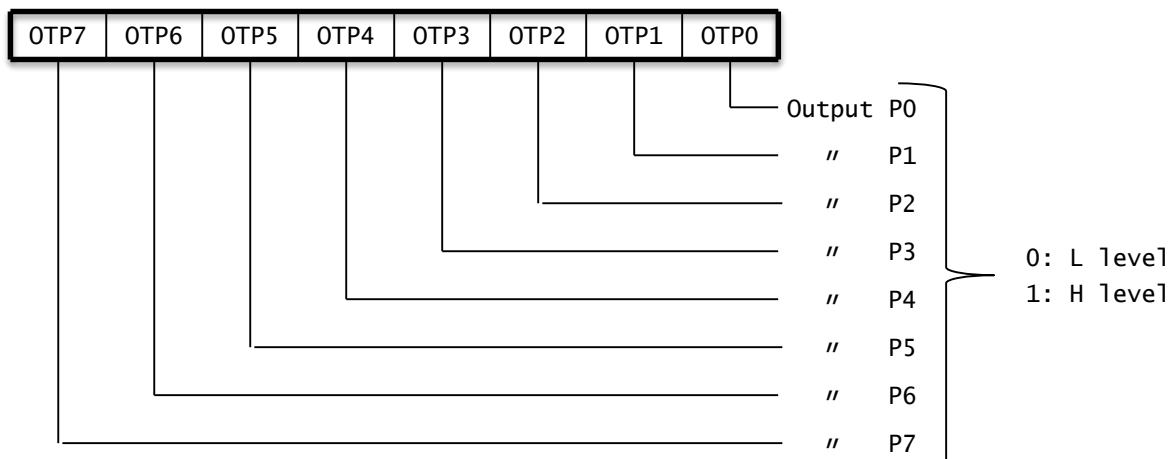 OTP7 OTP6 OTP5 OTP4 OTP3 OTP2 OTP1 OTP0
Output P0
〃 P1
〃 P2
〃 P3
〃 P4
〃 P5
〃 P6
〃 P7
0: L level
1: H level